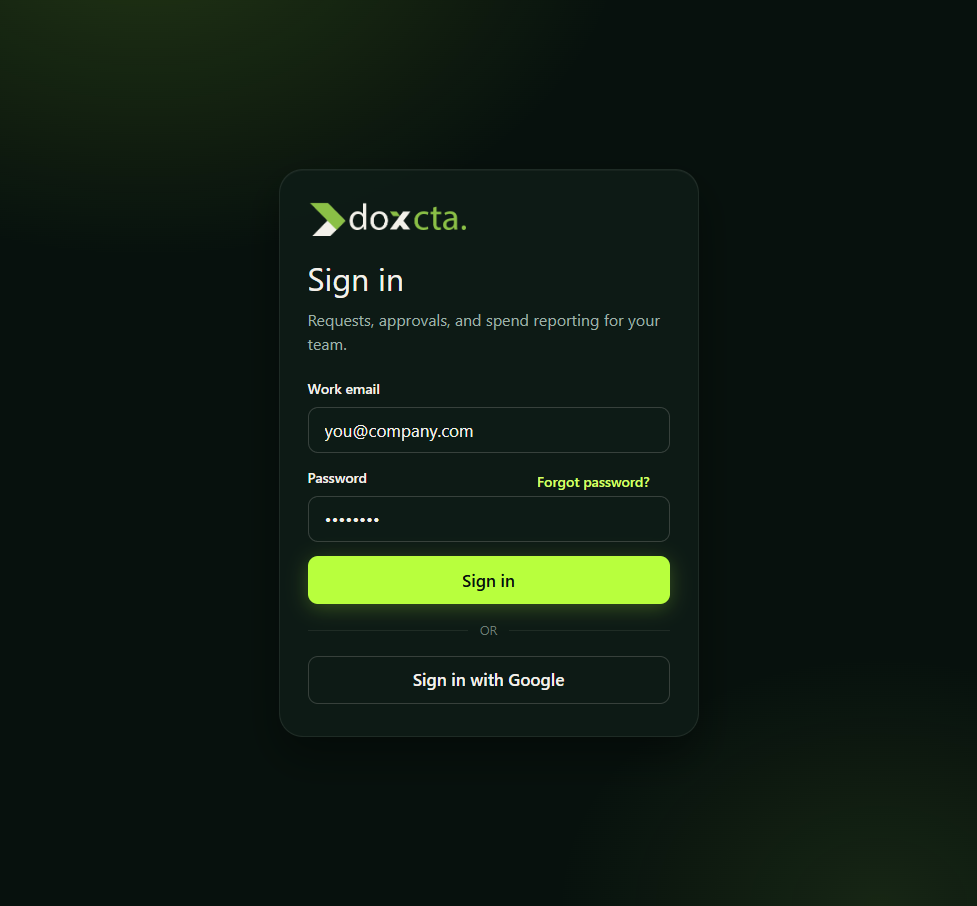 doxcta.
Sign in
Requests, approvals, and spend reporting for your
team.
Work email
you@company.com
Password
Forgot password?
••••••••
Sign in
OR
Sign in with Google